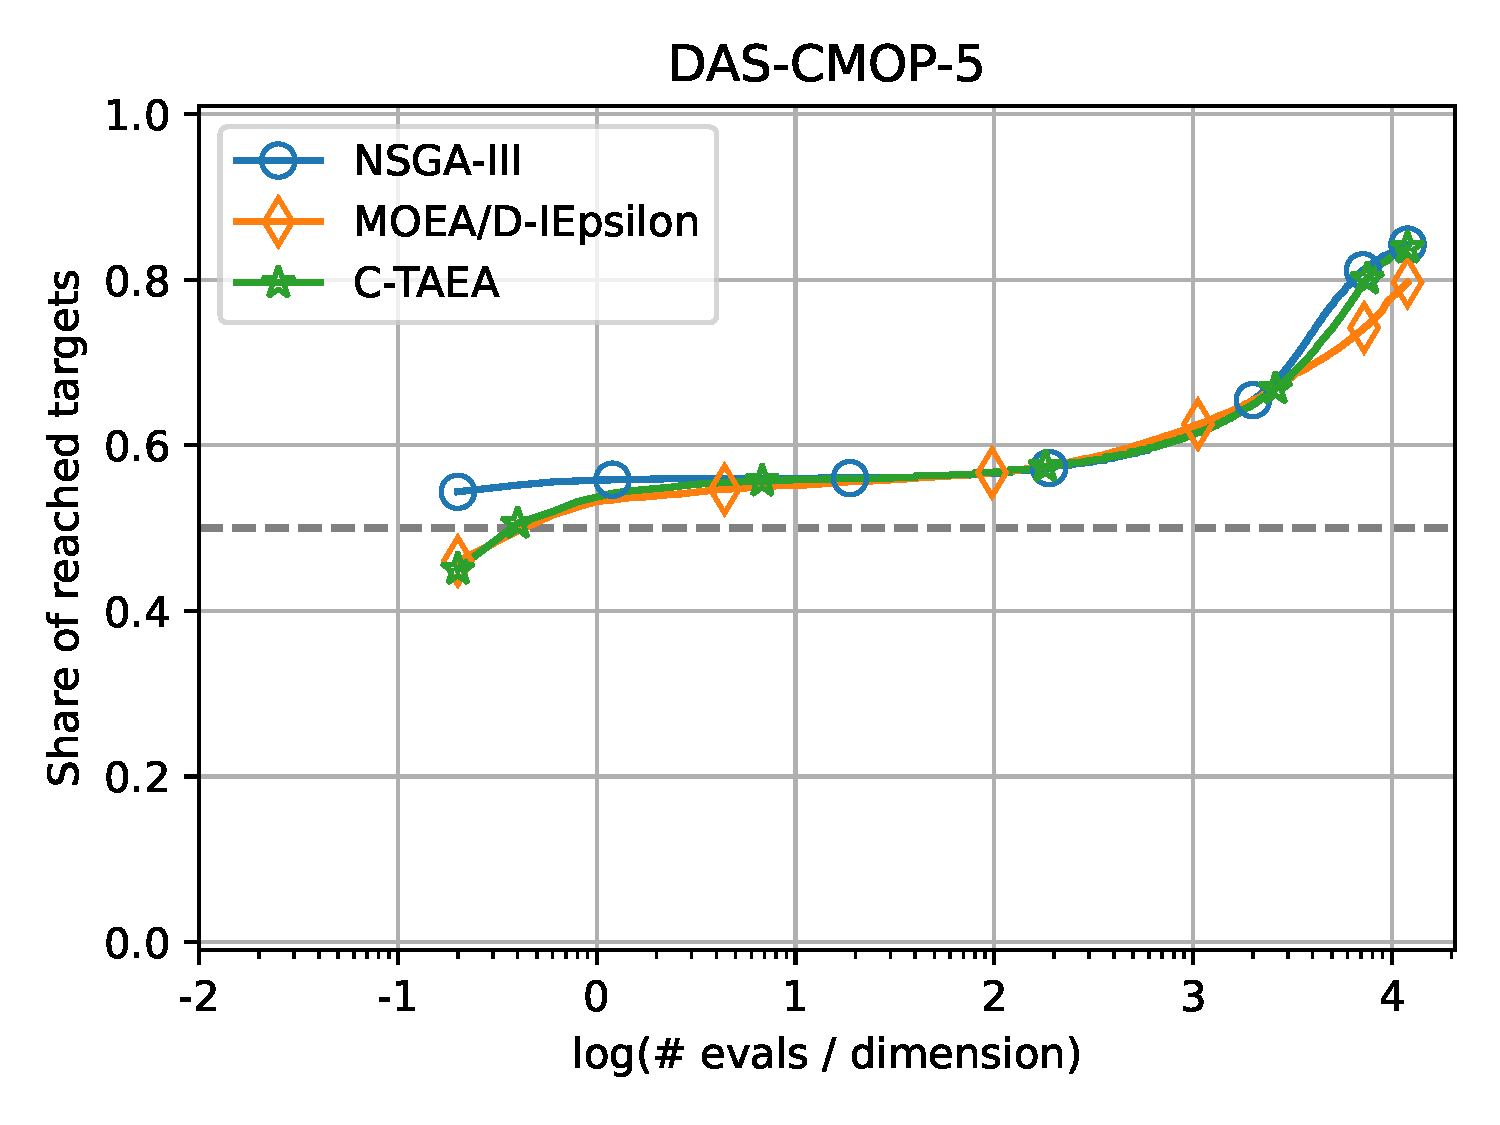 DAS-CMOP-5
1.0
0.8
0.6
0.4
0.2
0.0
Share of reached targets
NSGA-III
MOEA/D-IEpsilon
C-TAEA
-2 -1 0 1 2 3 4
log(# evals / dimension)